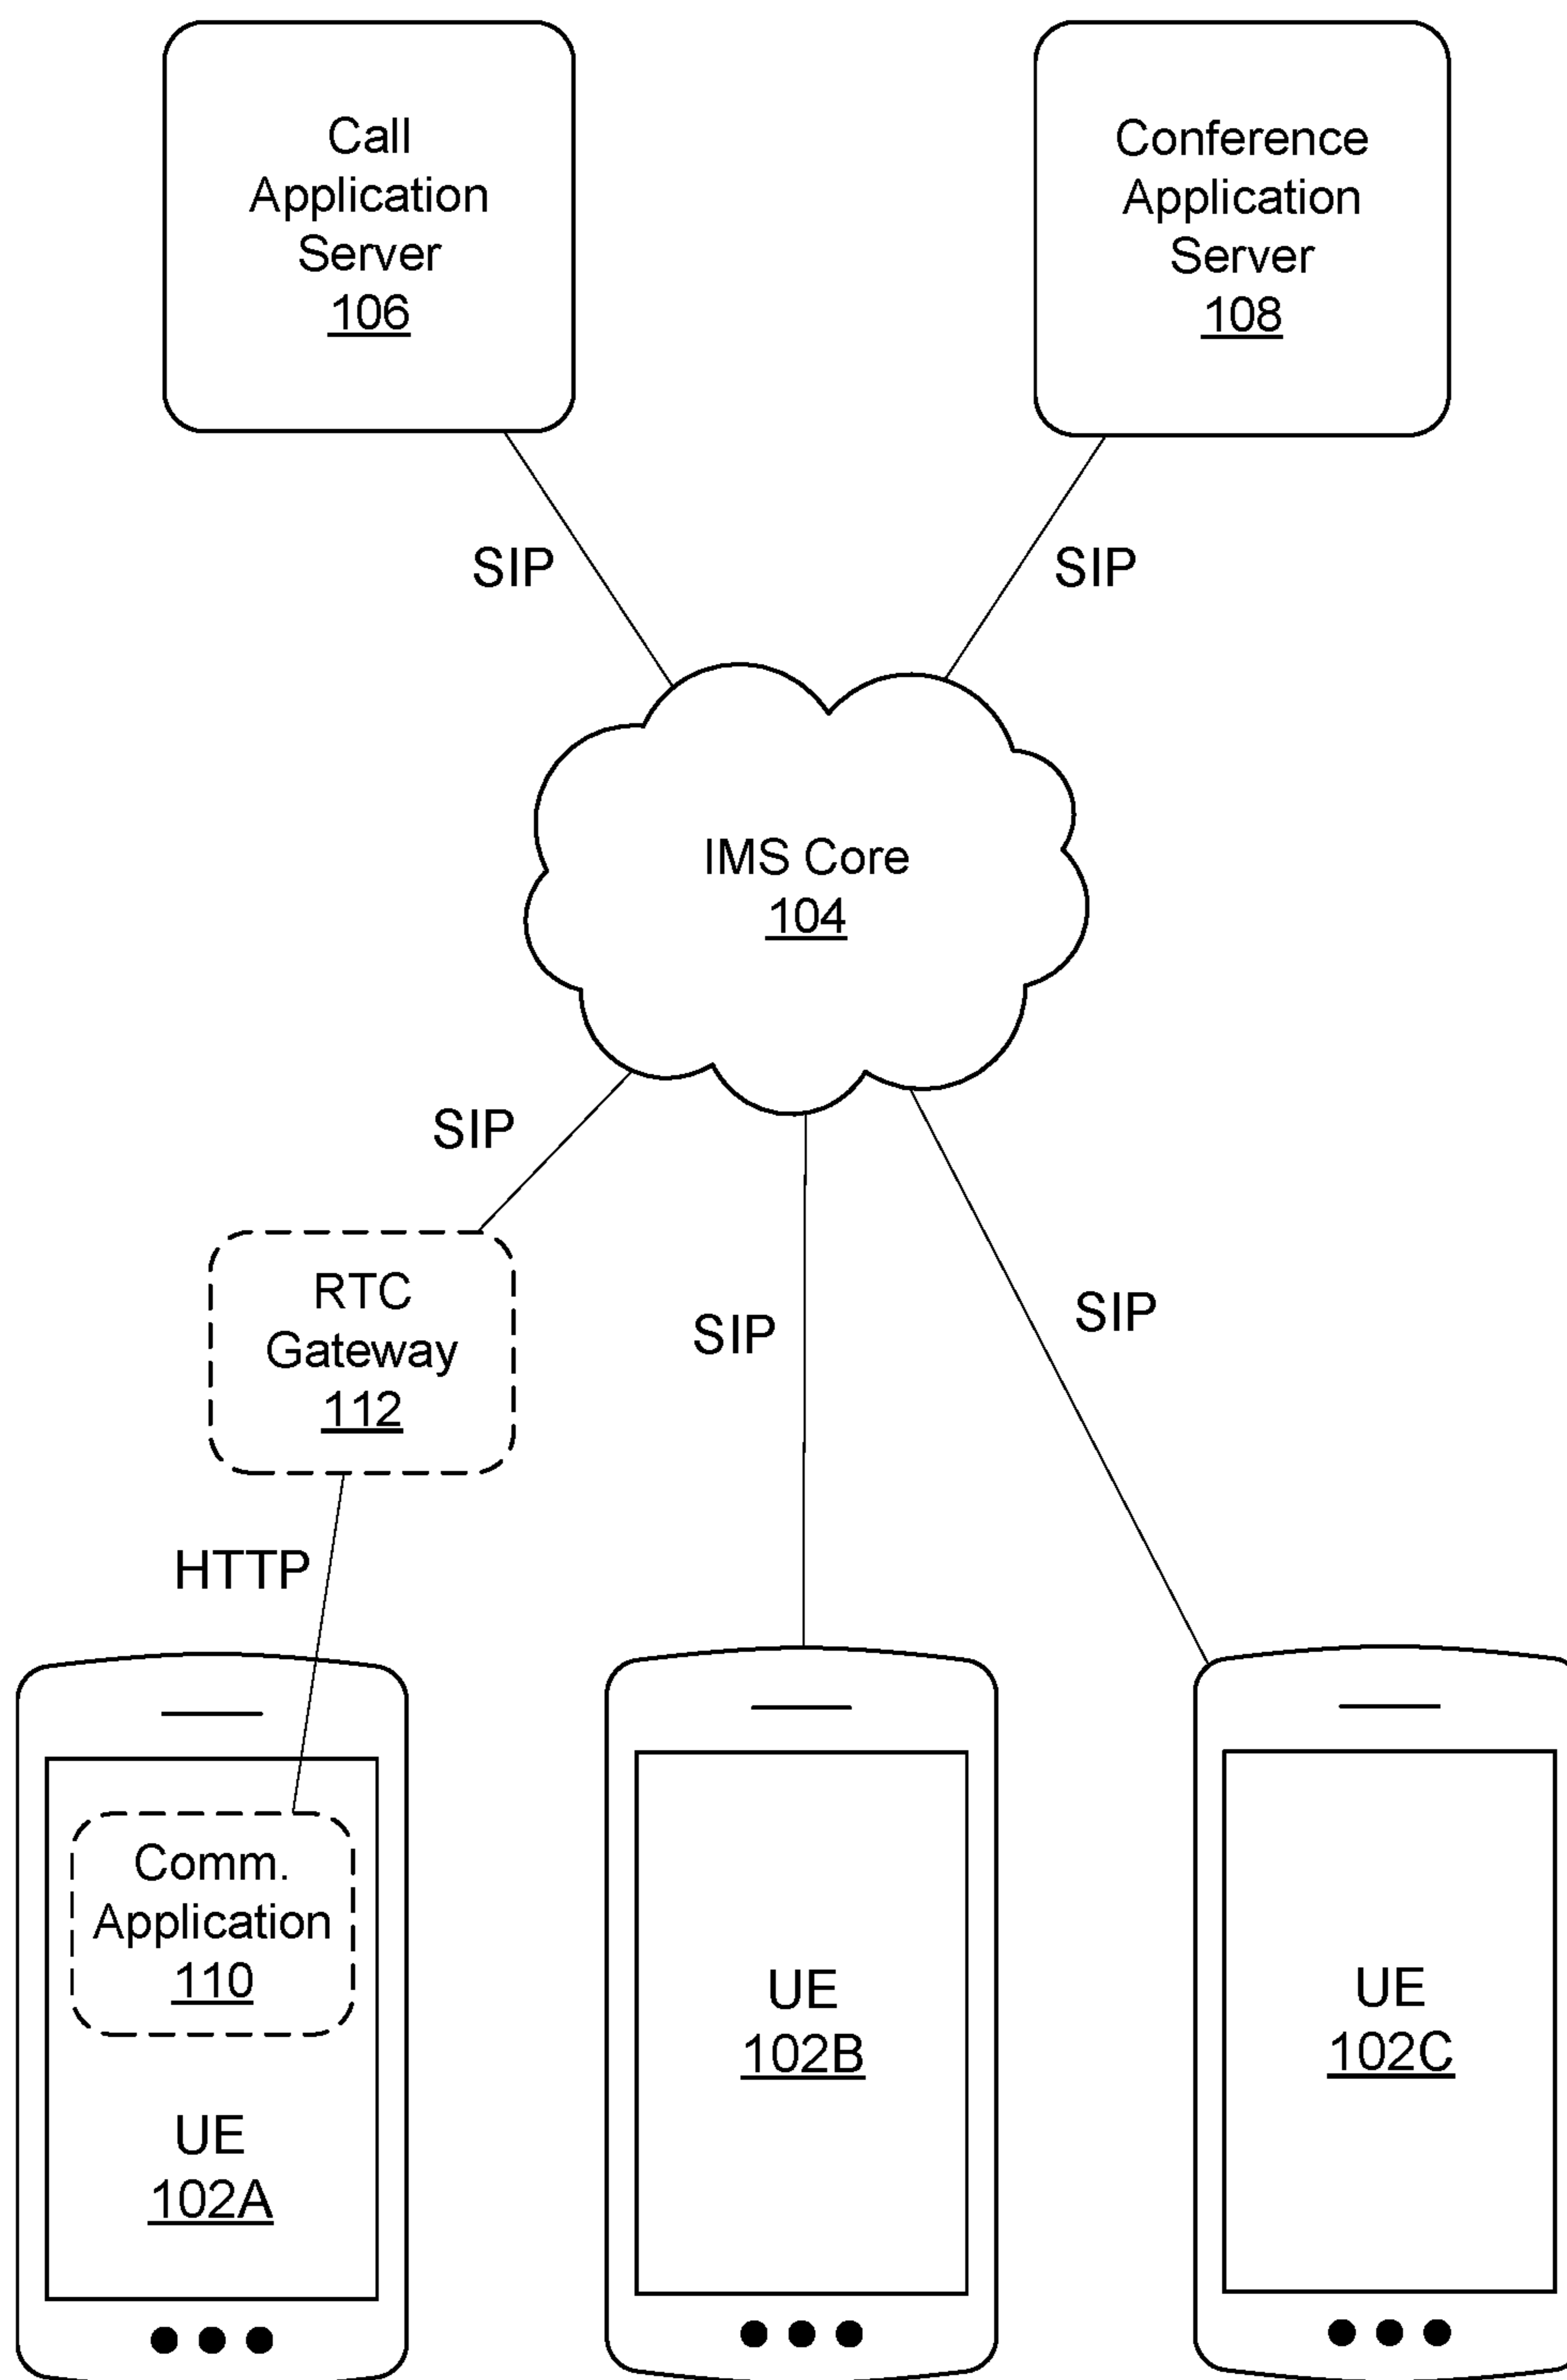 Call
Application
Server
106
Conference
Application
Server
108
SIP
SIP
IMS Core
104
SIP
RTC
Gateway
112
SIP
SIP
HTTP
Comm.
Application
110
UE
102A
UE
102B
UE
102C